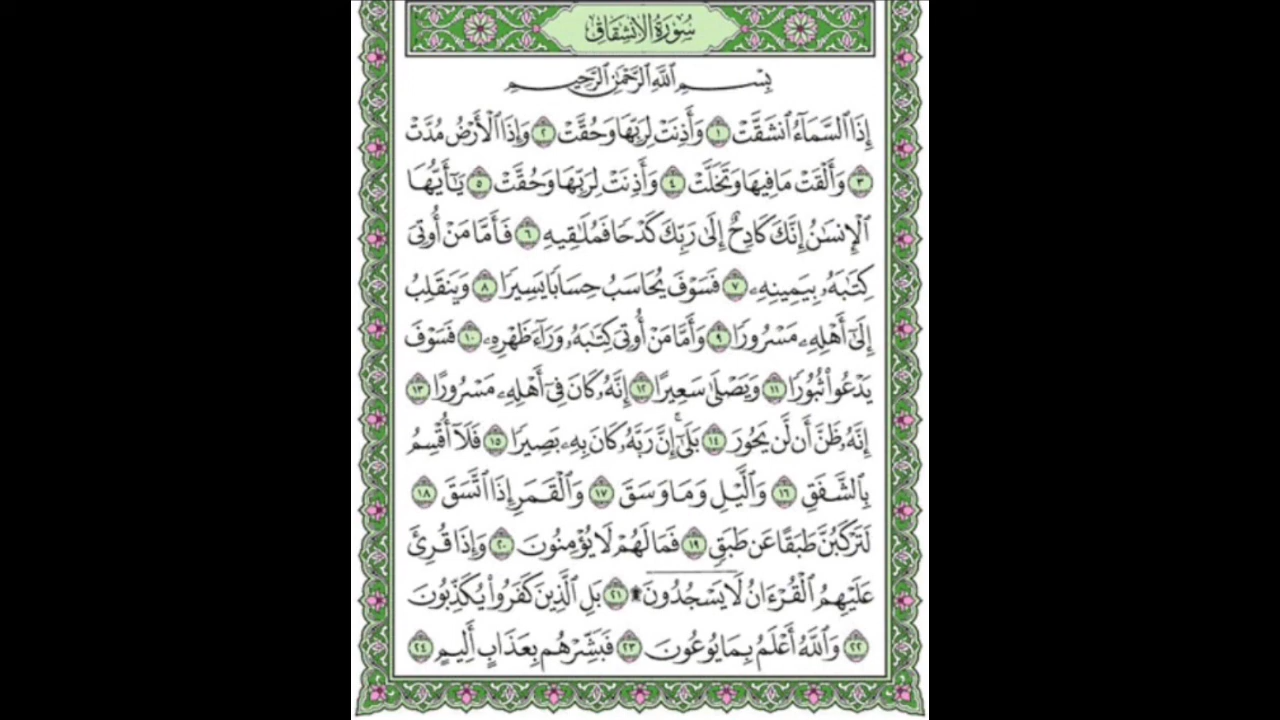 سُورَةُ الِانشِقَاقِ
بِسْمِ ٱللَّهِ ٱلرَّحْمَٰنِ ٱلرَّحِيمِ
إِذَا ٱلسَّمَآءُ ٱنشَقَّتْ ١ وَأَذِنَتْ لِرَبِّهَا وَحُقَّتْ ٢ وَإِذَا ٱلْأَرْضُ مُدَّتْ
٣ وَأَلْقَتْ مَا فِيهَا وَتَخَلَّتْ ٤ وَأَذِنَتْ لِرَبِّهَا وَحُقَّتْ ٥ يَٰٓأَيُّهَا
ٱلْإِنسَٰنُ إِنَّكَ كَادِحٌ إِلَىٰ رَبِّكَ كَدْحًا فَمُلَٰقِيهِ ٦ فَأَمَّا مَنْ أُوتِىَ
كِتَٰبَهُۥ بِيَمِينِهِۦ ٧ فَسَوْفَ يُحَاسَبُ حِسَابًا يَسِيرًا ٨ وَيَنقَلِبُ
إِلَىٰٓ أَهْلِهِۦ مَسْرُورًا ٩ وَأَمَّا مَنْ أُوتِىَ كِتَٰبَهُۥ وَرَآءَ ظَهْرِهِۦ ١٠ فَسَوْفَ
يَدْعُوا۟ ثُبُورًا ١١ وَيَصْلَىٰ سَعِيرًا ١٢ إِنَّهُۥ كَانَ فِىٓ أَهْلِهِۦ مَسْرُورًا ١٣
إِنَّهُۥ ظَنَّ أَن لَّن يَحُورَ ١٤ بَلَىٰٓۚ إِنَّ رَبَّهُۥ كَانَ بِهِۦ بَصِيرًا ١٥ فَلَآ أُقْسِمُ
بِٱلشَّفَقِ ١٦ وَٱلَّيْلِ وَمَا وَسَقَ ١٧ وَٱلْقَمَرِ إِذَا ٱتَّسَقَ ١٨
لَتَرْكَبُنَّ طَبَقًا عَن طَبَقٍ ١٩ فَمَا لَهُمْ لَا يُؤْمِنُونَ ٢٠ وَإِذَا قُرِئَ
عَلَيْهِمُ ٱلْقُرْءَانُ لَا يَسْجُدُونَ ۩ ٢١ بَلِ ٱلَّذِينَ كَفَرُوا۟ يُكَذِّبُونَ
٢٢ وَٱللَّهُ أَعْلَمُ بِمَا يُوعُونَ ٢٣ فَبَشِّرْهُم بِعَذَابٍ أَلِيمٍ ٢٤